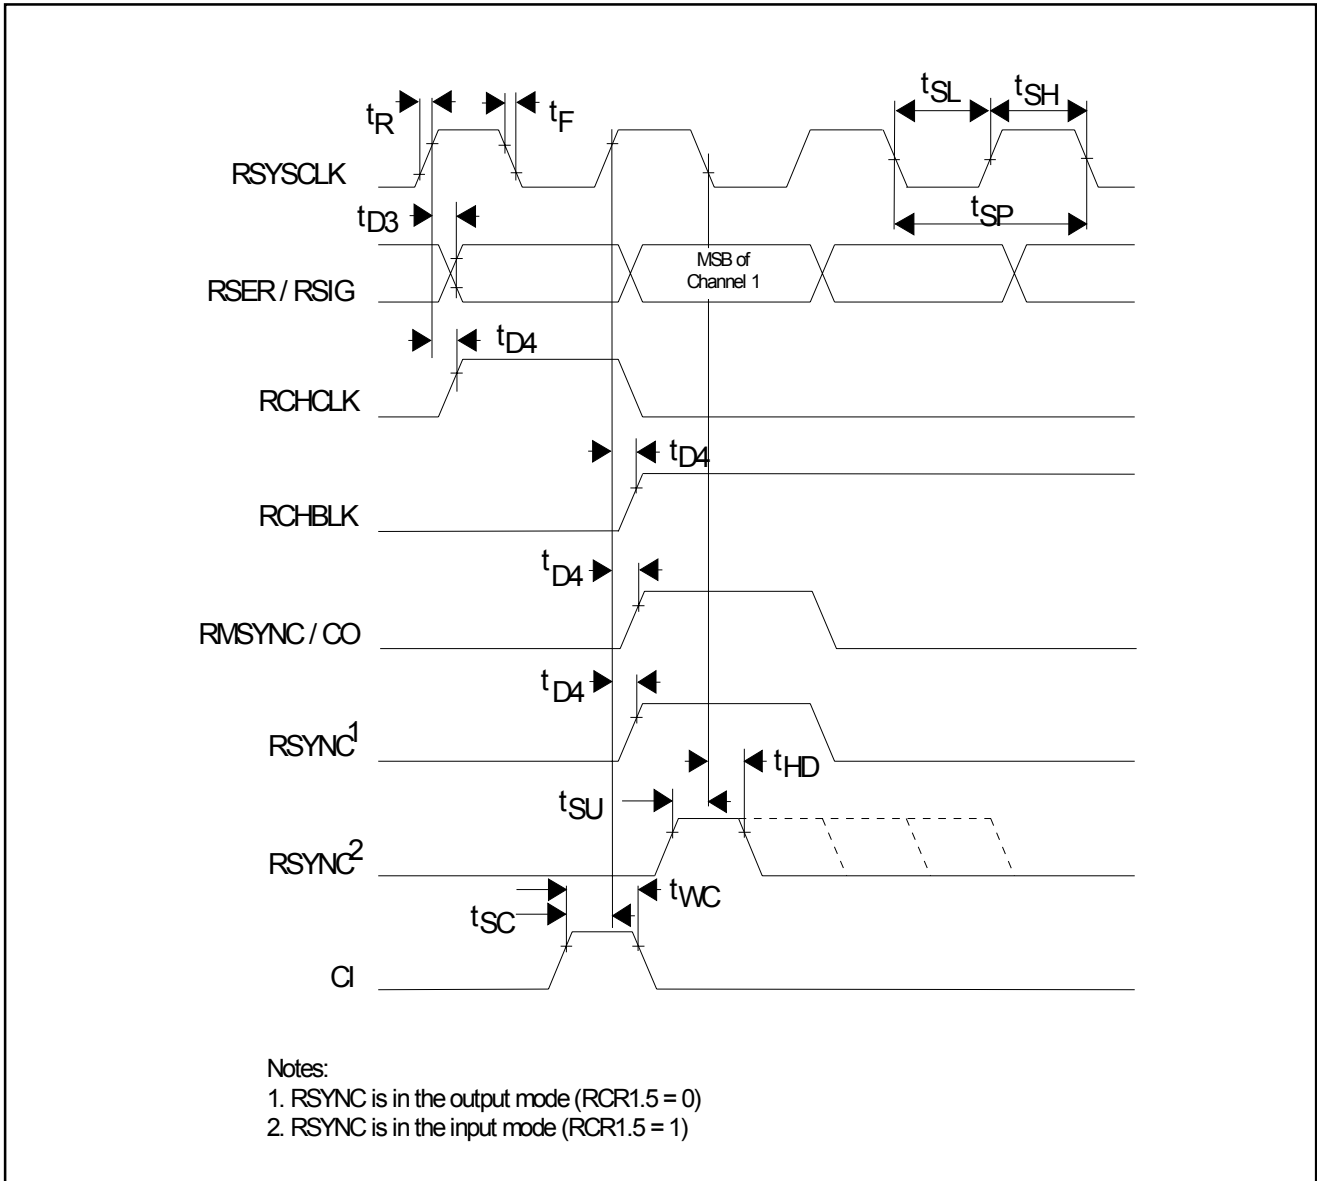 tR
tF
tSL
tSH
RSYSCLK
tD3
tSP
MSB of
Channel 1
RSER / RSIG
tD4
RCHCLK
tD4
RCHBLK
tD4
RMSYNC / CO
tD4
RSYNC1
tHD
tSU
RSYNC2
tWC
tSC
CI
Notes:
1. RSYNC is in the output mode (RCR1.5 = 0)
2. RSYNC is in the input mode (RCR1.5 = 1)